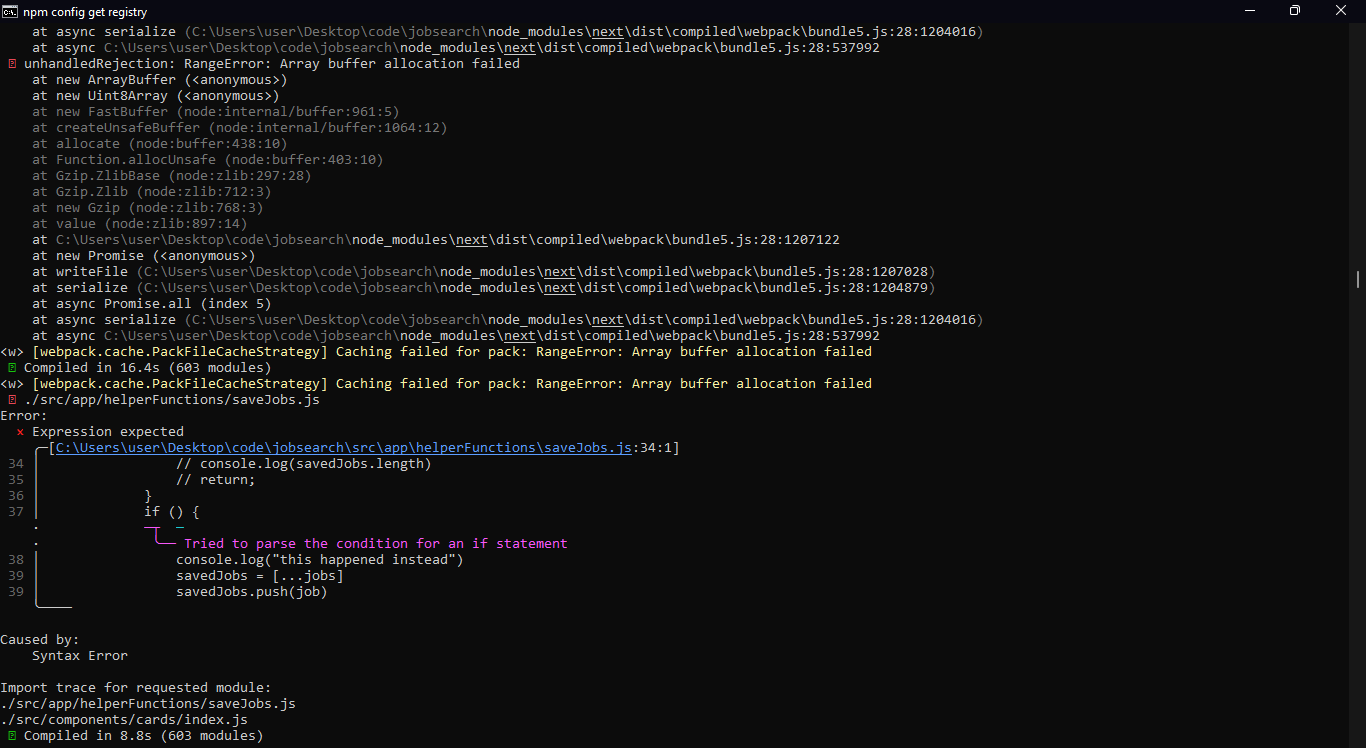 npm config get registry
at async serialize (C:\Users\user\Desktop\code\jobsearch\node_modules\next\dist\compiled\webpack\bundle5.js:28:1204016)
at async C:\Users\user\Desktop\code\jobsearch\node_modules\next\dist\compiled\webpack\bundle5.js:28:537992
unhandledRejection: RangeError: Array buffer allocation failed
at new ArrayBuffer (<anonymous>)
at new Uint8Array (<anonymous>)
at new FastBuffer (node:internal/buffer:961:5)
at createUnsafeBuffer (node:internal/buffer:1064:12)
at allocate (node:buffer:438:10)
at Function.allocUnsafe (node:buffer:403:10)
at Gzip.ZlibBase (node:zlib:297:28)
at Gzip.Zlib (node:zlib:712:3)
at new Gzip (node:zlib:768:3)
at value (node:zlib:897:14)
at C:\Users\user\Desktop\code\jobsearch\node_modules\next\dist\compiled\webpack\bundle5.js:28:1207122
at new Promise (<anonymous>)
at writeFile (C:\Users\user\Desktop\code\jobsearch\node_modules\next\dist\compiled\webpack\bundle5.js:28:1207028)
at serialize (C:\Users\user\Desktop\code\jobsearch\node_modules\next\dist\compiled\webpack\bundle5.js:28:1204879)
at async Promise.all (index 5)
at async serialize (C:\Users\user\Desktop\code\jobsearch\node_modules\next\dist\compiled\webpack\bundle5.js:28:1204016)
at async C:\Users\user\Desktop\code\jobsearch\node_modules\next\dist\compiled\webpack\bundle5.js:28:537992
<w> [webpack.cache.PackFileCacheStrategy] Caching failed for pack: RangeError: Array buffer allocation failed
Compiled in 16.4s (603 modules)
<w> [webpack.cache.PackFileCacheStrategy] Caching failed for pack: RangeError: Array buffer allocation failed
./src/app/helperFunctions/saveJobs.js
Error:
x Expression expected
[C:\Users\user\Desktop\code\jobsearch\src\app\helperFunctions\saveJobs.js:34:1]
34 // console.log(savedJobs.length)
35 // return;
36 }
37 if () {
Tried to parse the condition for an if statement
38 console.log("this happened instead")
39 savedJobs = [...jobs]
39 savedJobs.push(job)
Caused by:
Syntax Error
Import trace for requested module:
./src/app/helperFunctions/saveJobs.js
./src/components/cards/index.js
Compiled in 8.8s (603 modules)